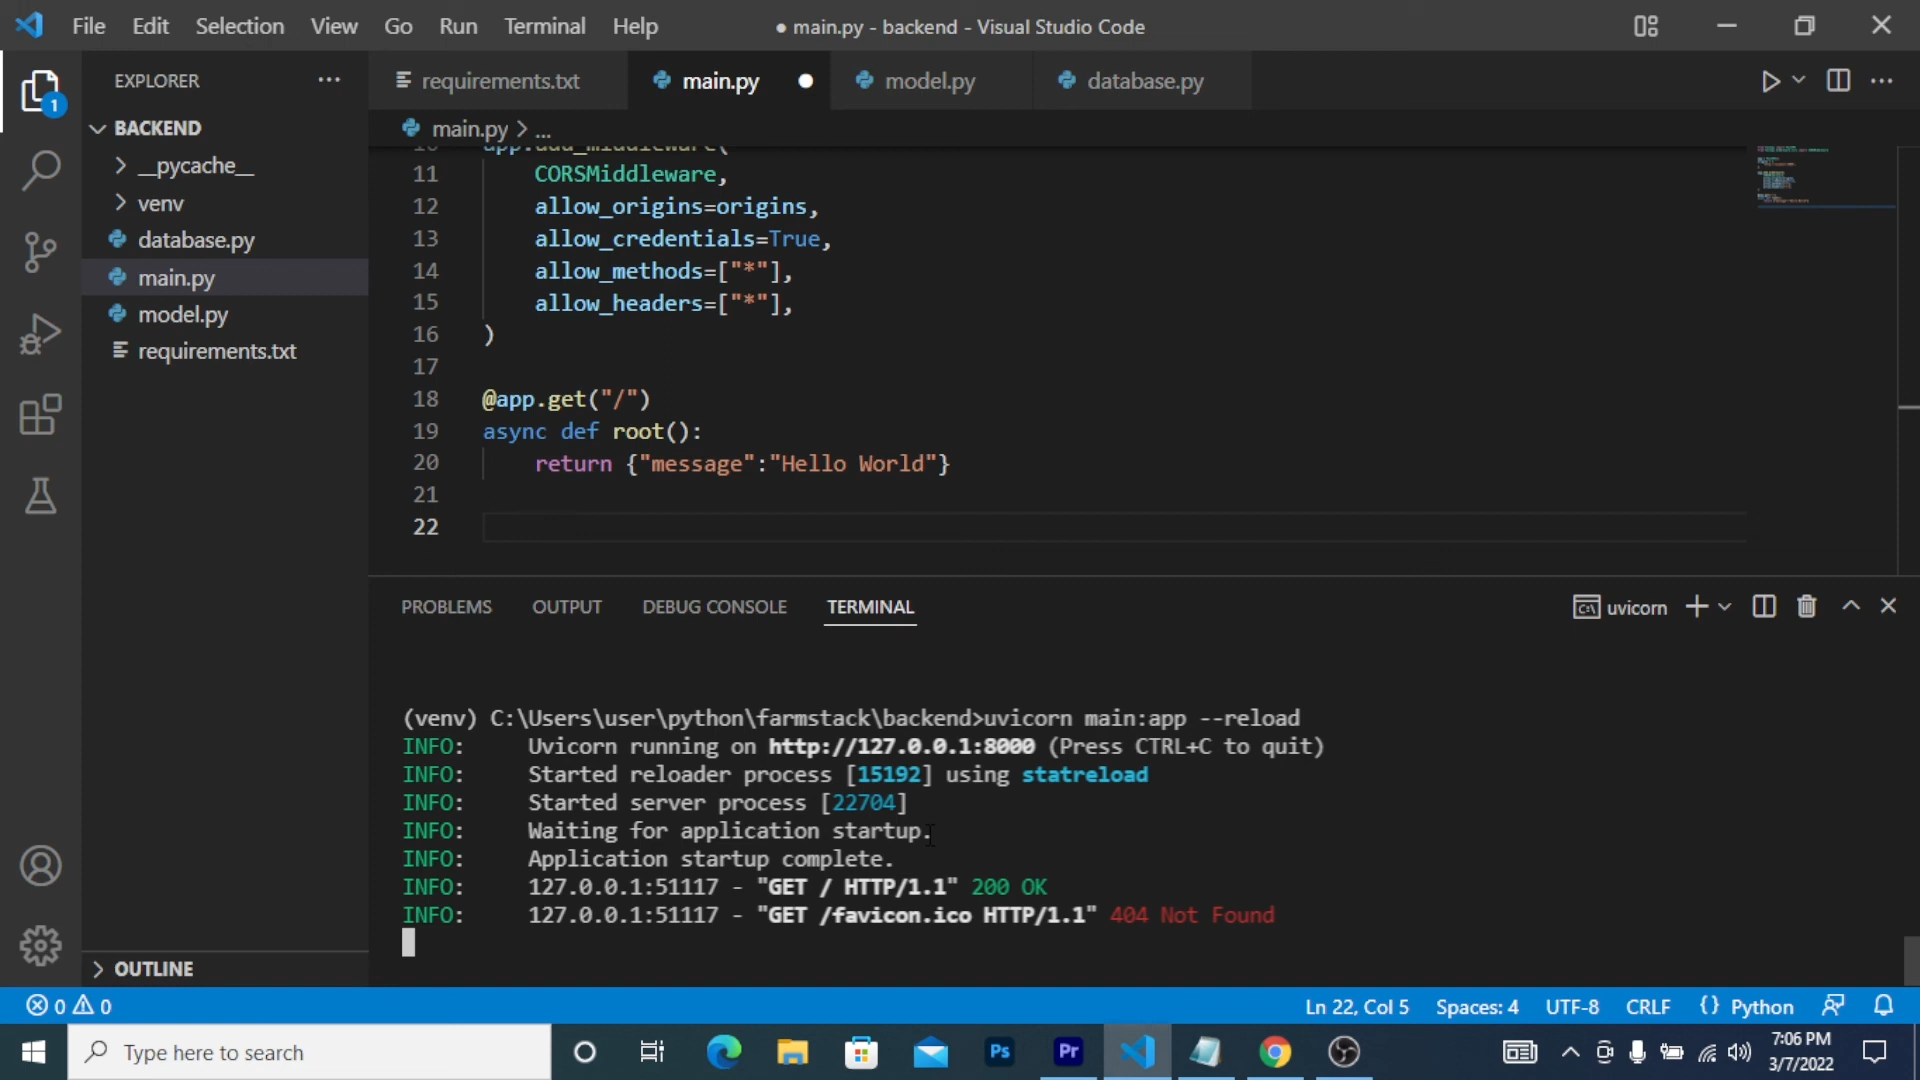 File Edit Selection View Go Run Terminal Help
● main.py - backend - Visual Studio Code
EXPLORER
requirements.txt
main.py
model.py
database.py
1
BACKEND
main.py > ...
__pycache__
venv
database.py
main.py
model.py
requirements.txt
10 app.add_middleware(
11 CORSMiddleware,
12 allow_origins=origins,
13 allow_credentials=True,
14 allow_methods=["*"],
15 allow_headers=["*"],
16 )
17
18 @app.get("/")
19 async def root():
20 return {"message":"Hello World"}
21
22
PROBLEMS OUTPUT DEBUG CONSOLE TERMINAL
uvicorn
(venv) C:\Users\user\python\farmstack\backend>uvicorn main:app --reload
INFO: Uvicorn running on http://127.0.0.1:8000 (Press CTRL+C to quit)
INFO: Started reloader process [15192] using statreload
INFO: Started server process [22704]
INFO: Waiting for application startup.
INFO: Application startup complete.
INFO: 127.0.0.1:51117 - "GET / HTTP/1.1" 200 OK
INFO: 127.0.0.1:51117 - "GET /favicon.ico HTTP/1.1" 404 Not Found
OUTLINE
0 0
Ln 22, Col 5 Spaces: 4 UTF-8 CRLF {} Python
Type here to search
Ps
Pr
7:06 PM
3/7/2022